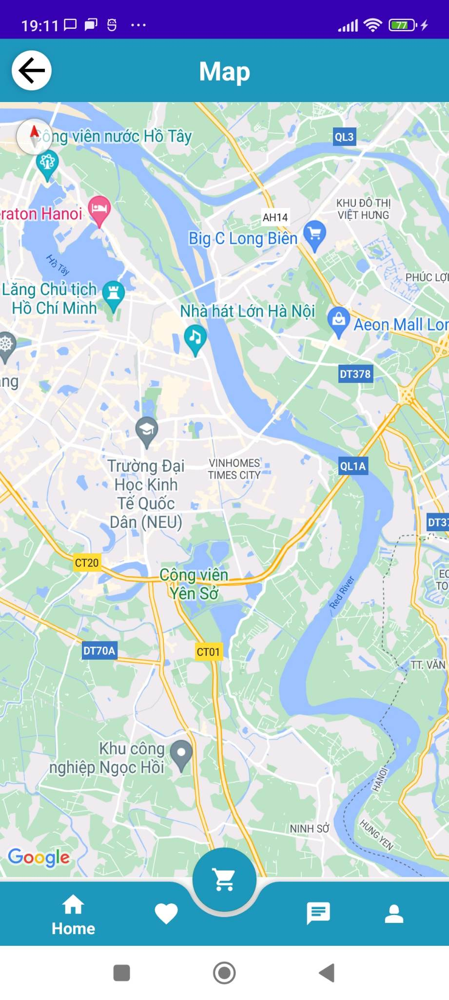 19:11
77
Map
Công viên nước Hồ Tây
QL3
KHU ĐÔ THỊ
VIỆT HƯNG
raton Hanoi
AH14
Big C Long Biên
Hồ Tây
PHÚC LỢI
Lăng Chủ tịch
Hồ Chí Minh
Nhà hát Lớn Hà Nội
Aeon Mall Lon
ang
DT378
Trường Đại
Học Kinh
Tế Quốc
Dân (NEU)
VINHOMES
TIMES CITY
QL1A
DT37
CT20
Công viên
Yên Sở
EC
TO
Red River
DT70A
CT01
TT. VĂN
Khu công
nghiệp Ngọc Hồi
HANOI
NINH SỞ
HUNG YEN
Google
Home